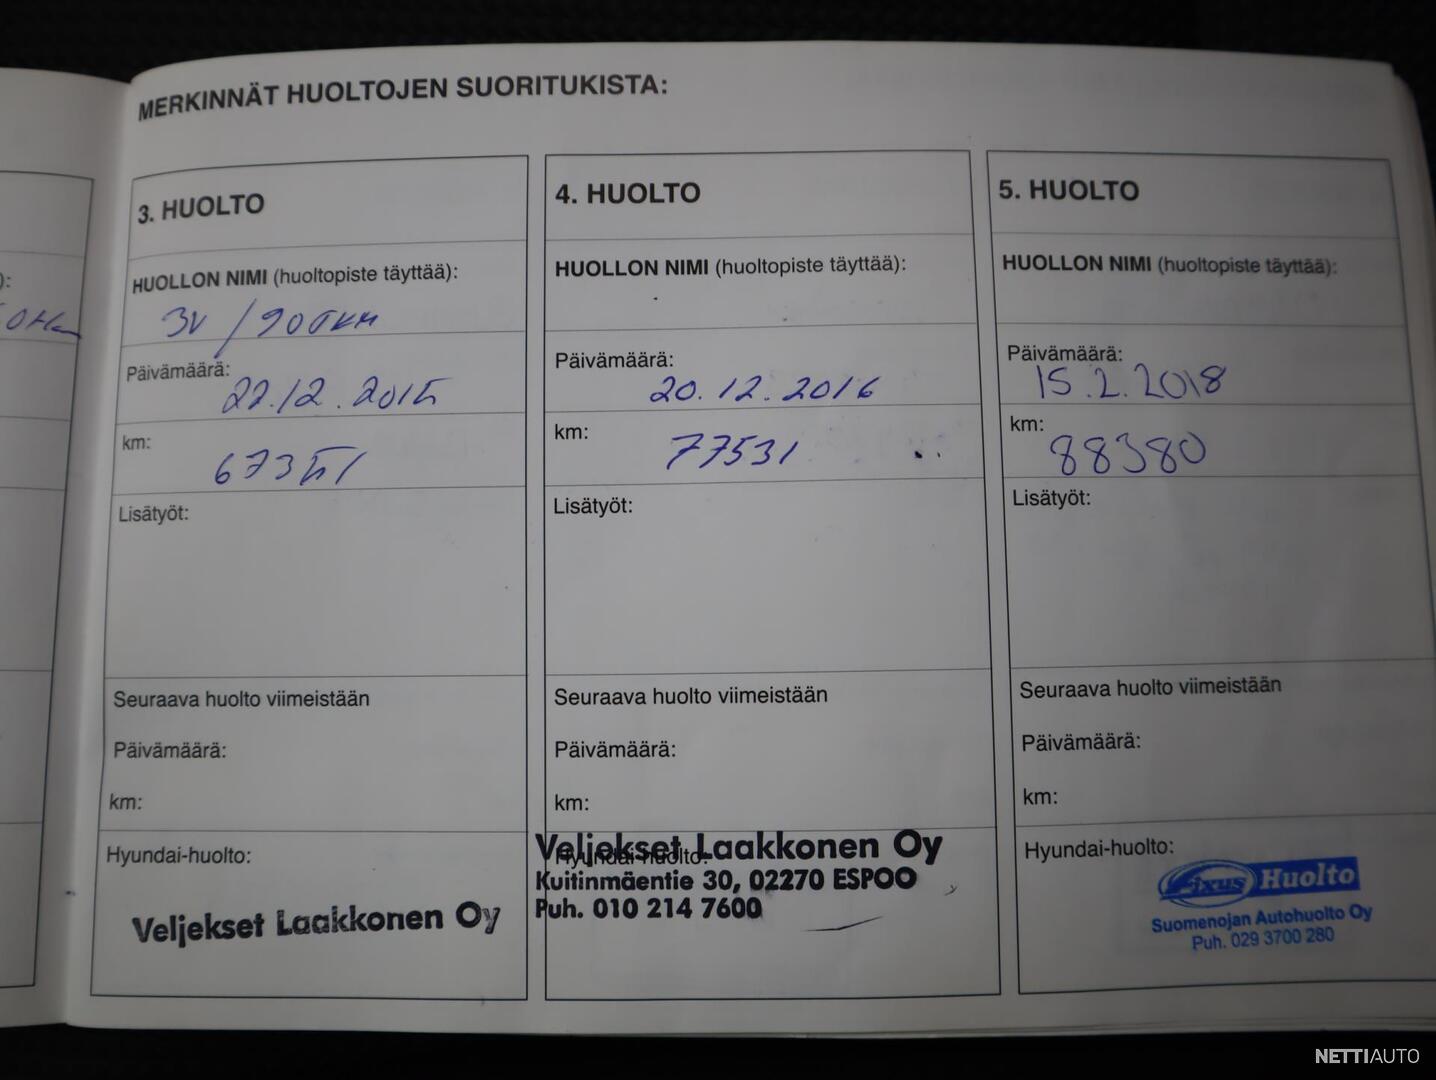 MERKINNÄT HUOLTOJEN SUORITUKISTA:
3. HUOLTO
HUOLLON NIMI (huoltopiste täyttää):
3V / 90TKM
Päivämäärä:
22.12.2015
km:
67351
Lisätyöt:
Seuraava huolto viimeistään
Päivämäärä:
km:
Hyundai-huolto:
Veljekset Laakkonen Oy
4. HUOLTO
HUOLLON NIMI (huoltopiste täyttää):
Päivämäärä:
20.12.2016
km:
77531
Lisätyöt:
Seuraava huolto viimeistään
Päivämäärä:
km:
Hyundai-huolto:
Veljekset Laakkonen Oy
Kuitinmäentie 30, 02270 ESPOO
Puh. 010 214 7600
5. HUOLTO
HUOLLON NIMI (huoltopiste täyttää):
Päivämäärä:
15.2.2018
km:
88380
Lisätyöt:
Seuraava huolto viimeistään
Päivämäärä:
km:
Hyundai-huolto:
Fixus Huolto
Suomenojan Autohuolto Oy
Puh. 029 3700 280
NETTIAUTO